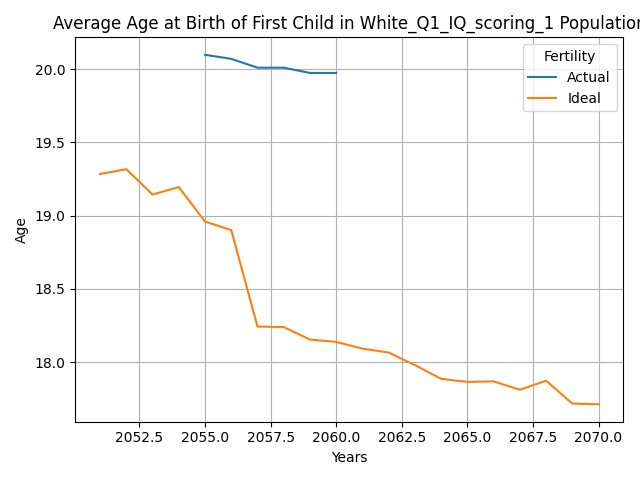 Average Age at Birth of First Child in White_Q1_IQ_scoring_1 Population
Fertility
Actual
Ideal
20.0
19.5
19.0
18.5
18.0
Age
2052.5 2055.0 2057.5 2060.0 2062.5 2065.0 2067.5 2070.0
Years